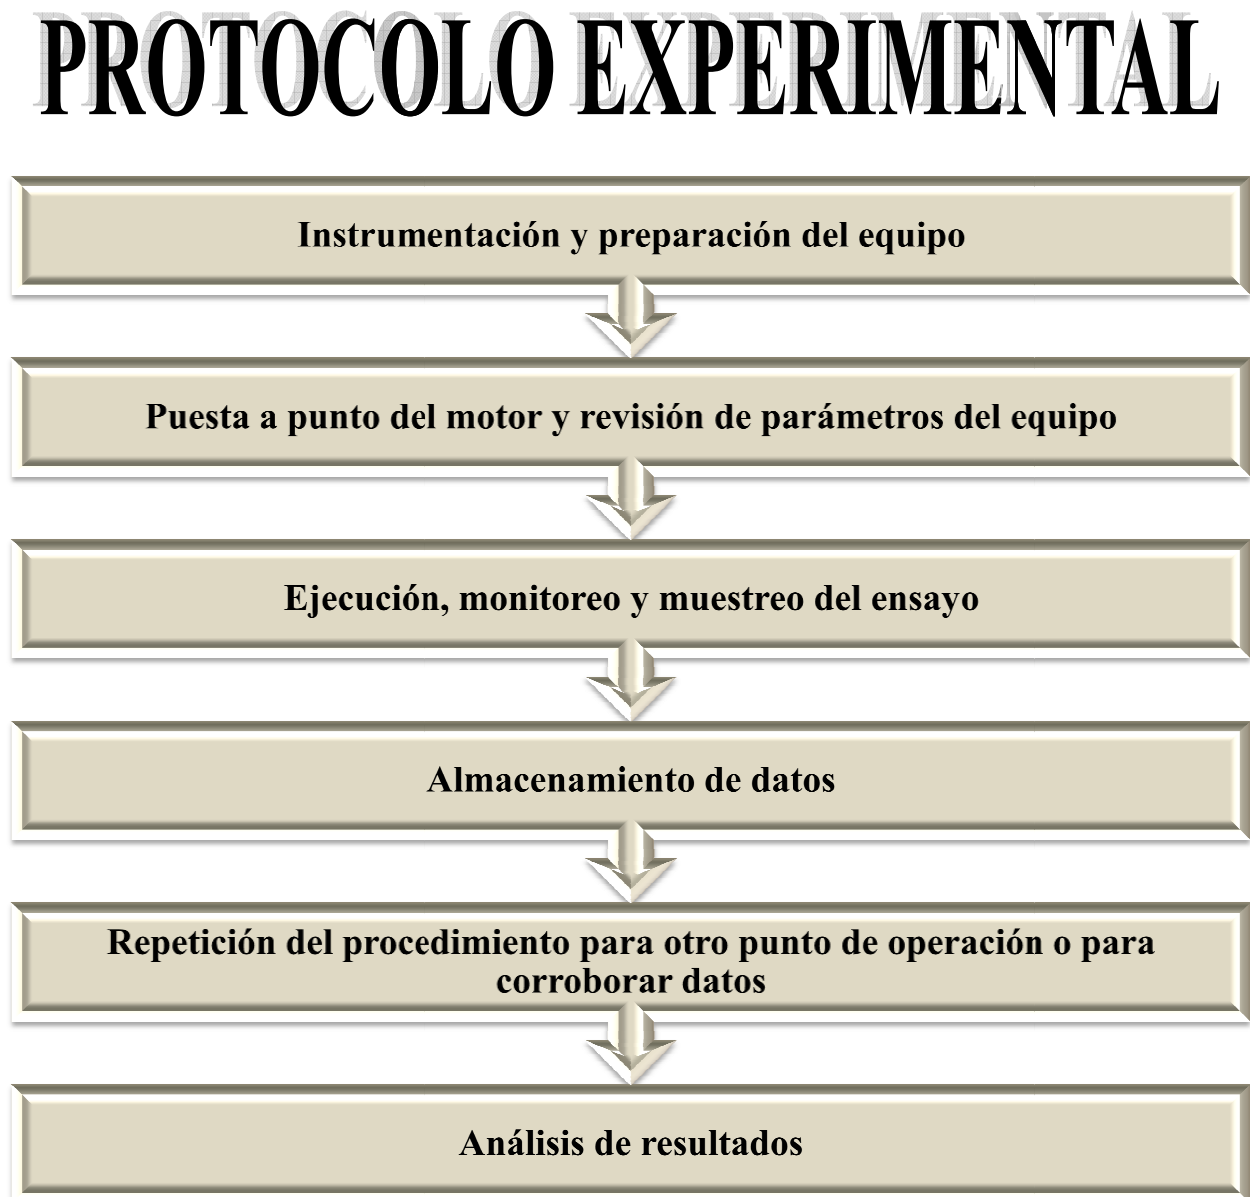 PROTOCOLO EXPERIMENTAL
Instrumentación y preparación del equipo
Puesta a punto del motor y revisión de parámetros del equipo
Ejecución, monitoreo y muestreo del ensayo
Almacenamiento de datos
Repetición del procedimiento para otro punto de operación o para
corroborar datos
Análisis de resultados